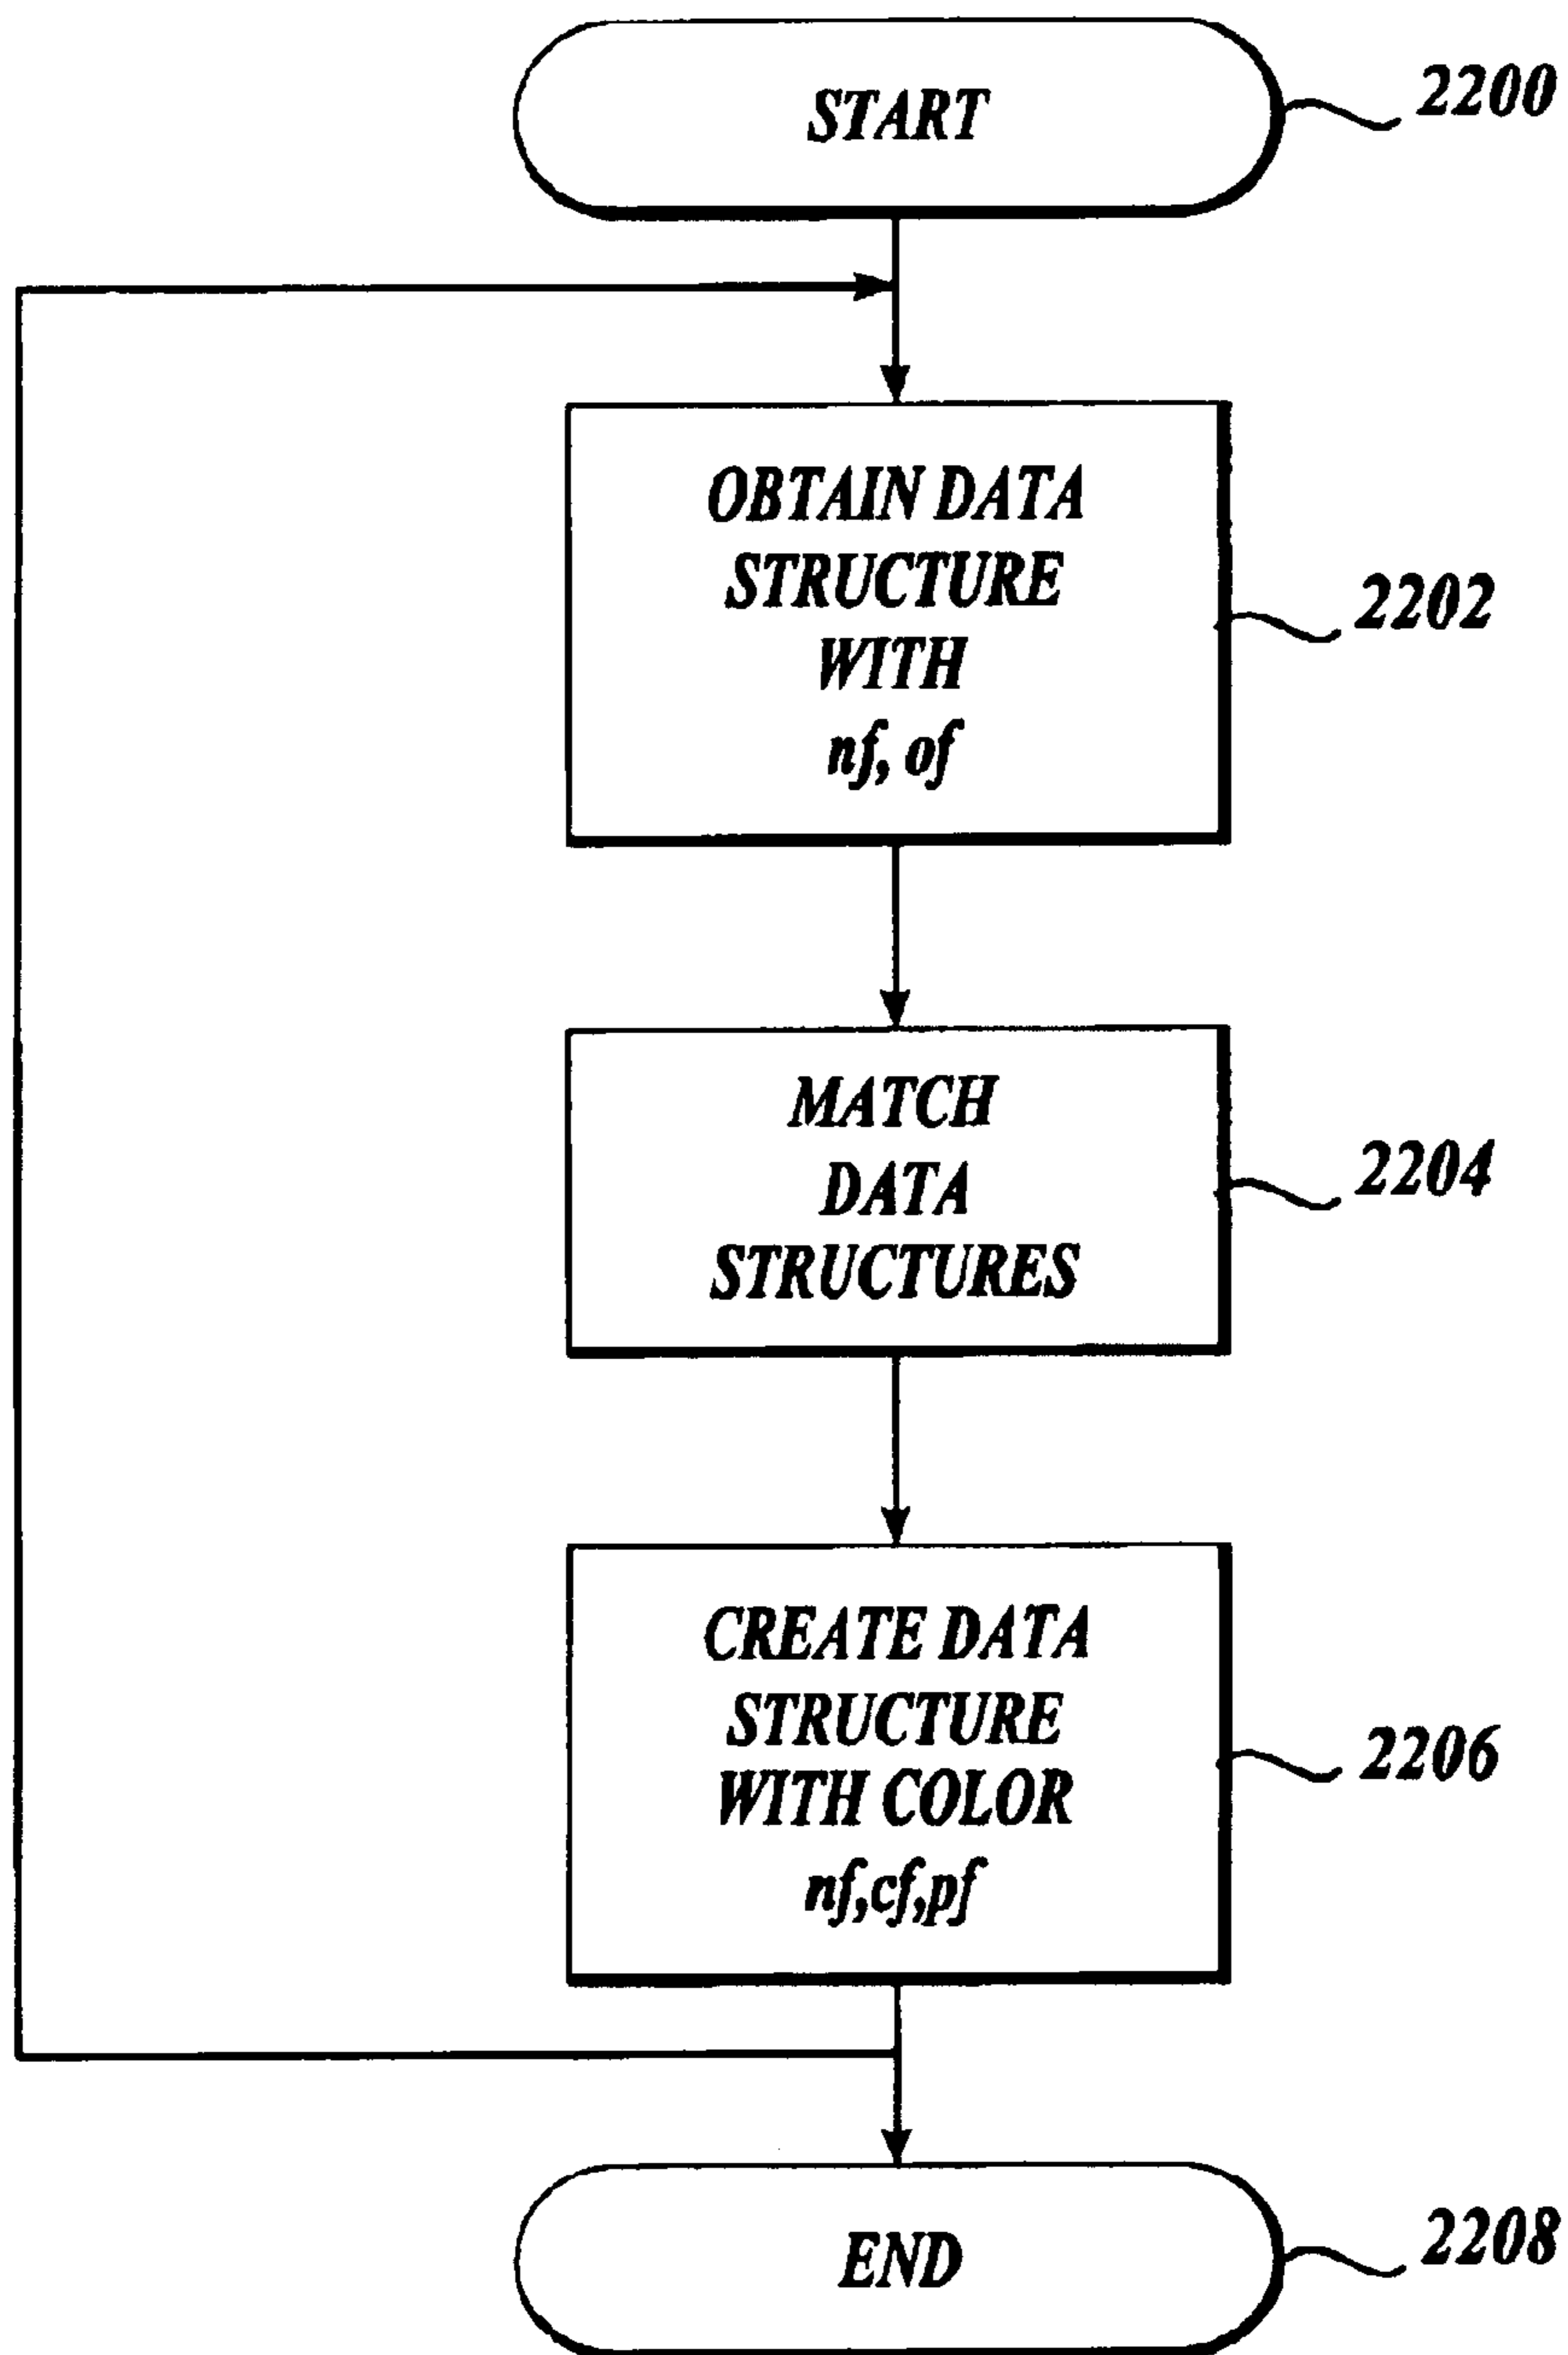 START
2200
OBTAIN DATA
STRUCTURE
WITH
nf, of
2202
MATCH
DATA
STRUCTURES
2204
CREATE DATA
STRUCTURE
WITH COLOR
nf,cf,pf
2206
END
2208